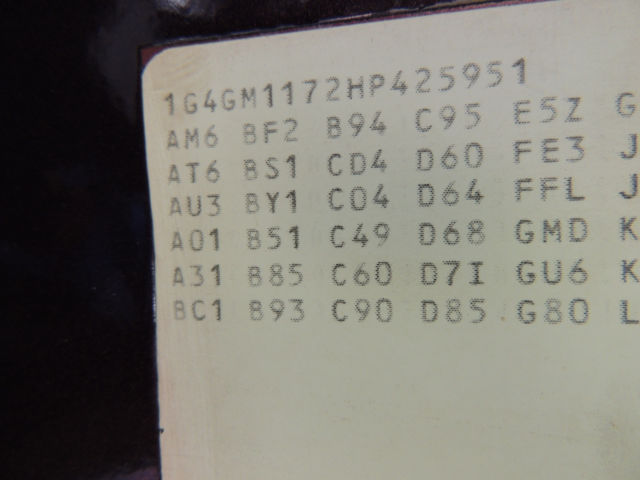 1G4GM1172HP425951
AM6 BF2 B94 C95 E5Z G
AT6 BS1 CD4 D60 FE3 J
AU3 BY1 C04 D64 FFL J
A01 B51 C49 D68 GMD K
A31 B85 C60 D7I GU6 K
BC1 B93 C90 D85 G80 L